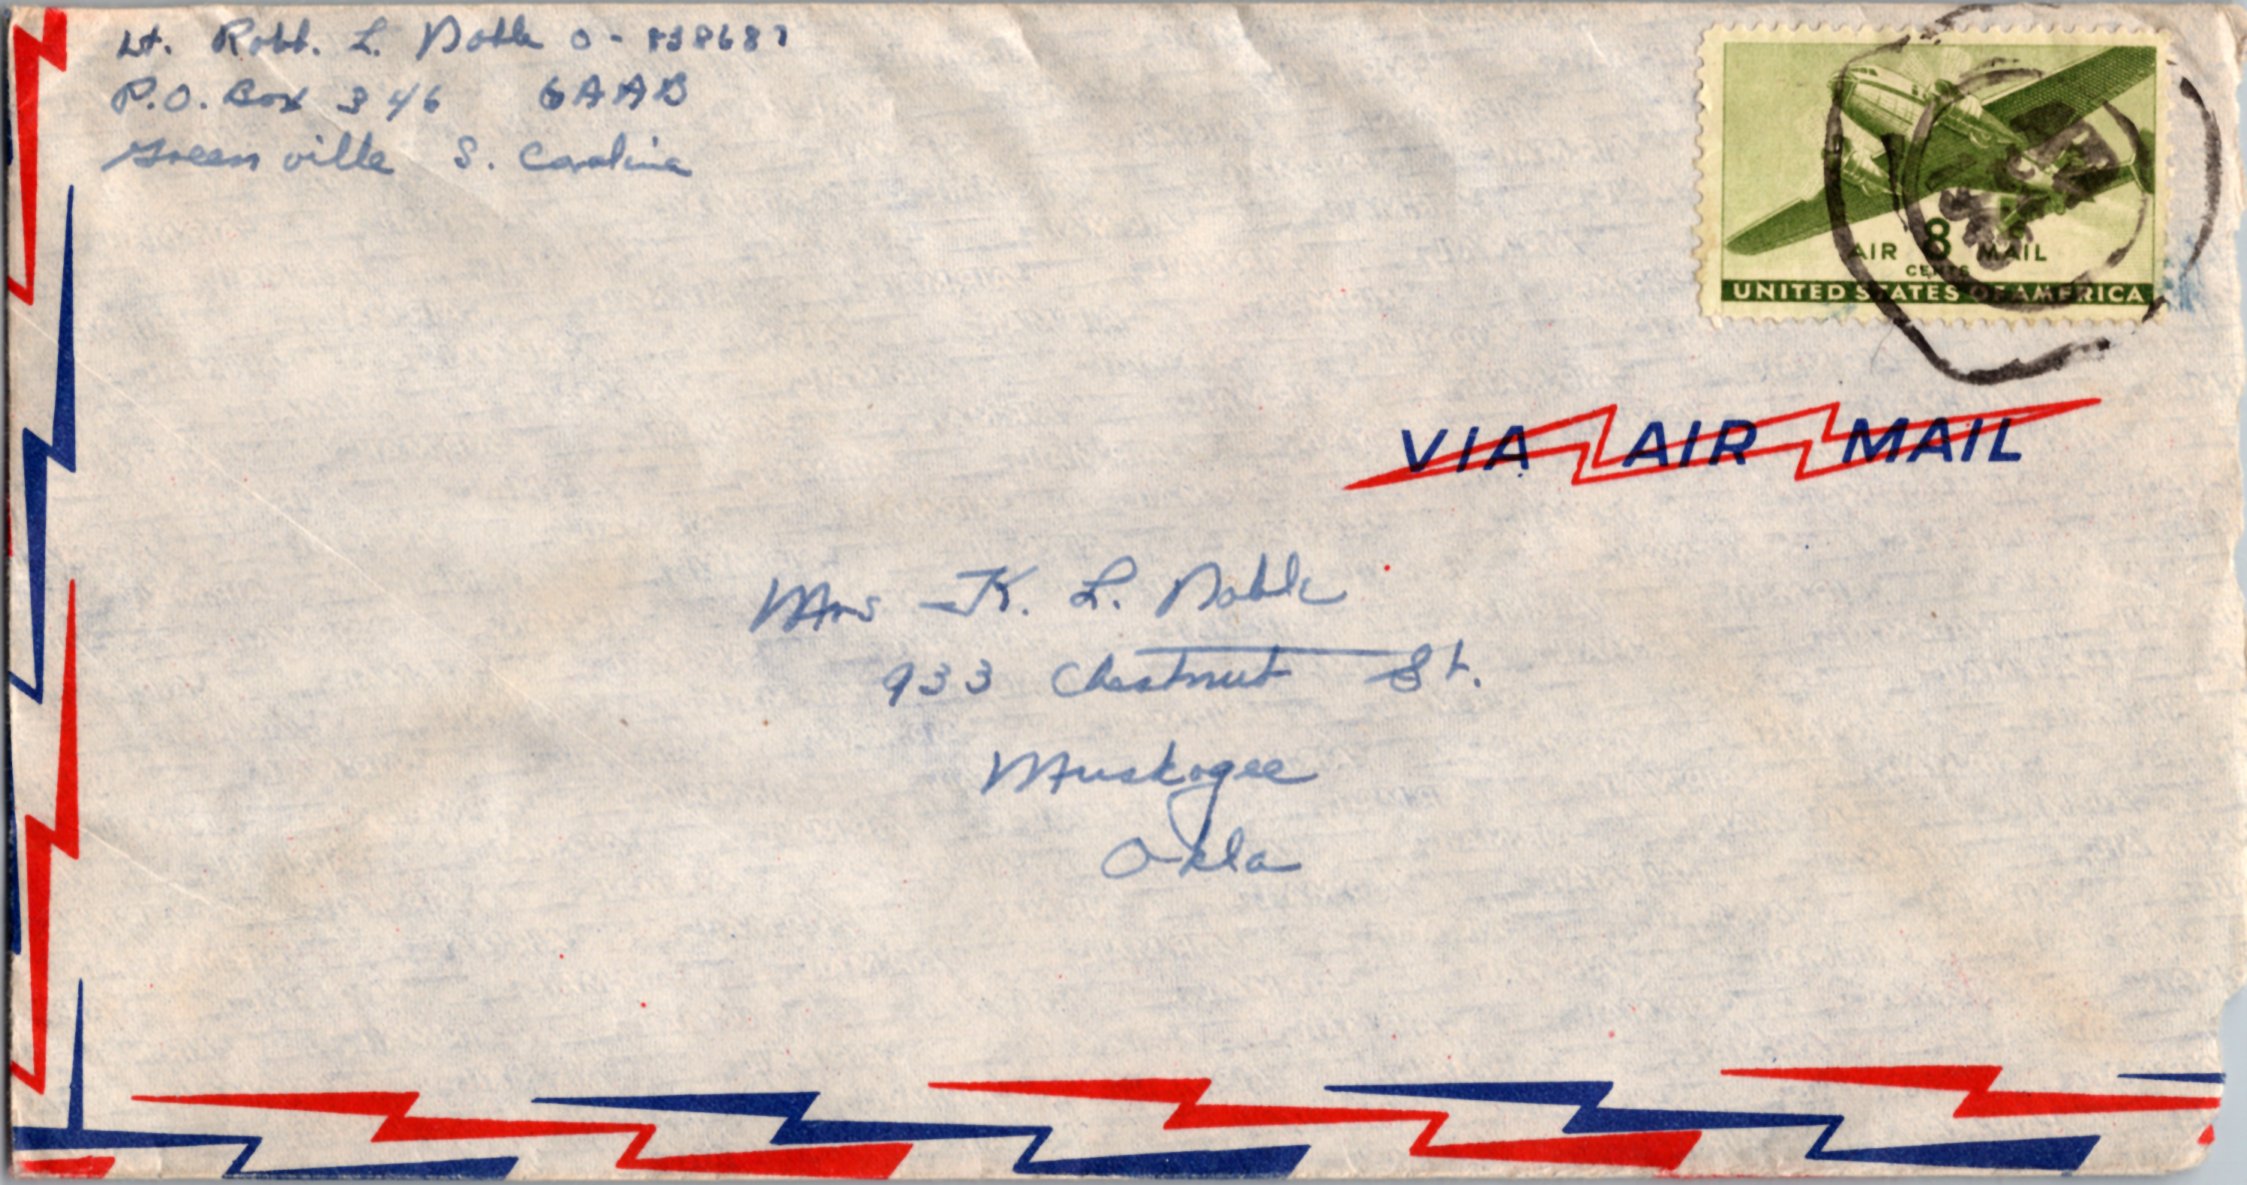 Lt. Robt. L. Noble O-838687
P.O. Box 346 GAAB
Greenville S. Carolina
AIR 8 MAIL
CENTS
UNITED STATES OF AMERICA
VIA AIR MAIL
Mrs K. L. Noble
933 Chestnut St.
Muskogee
Okla